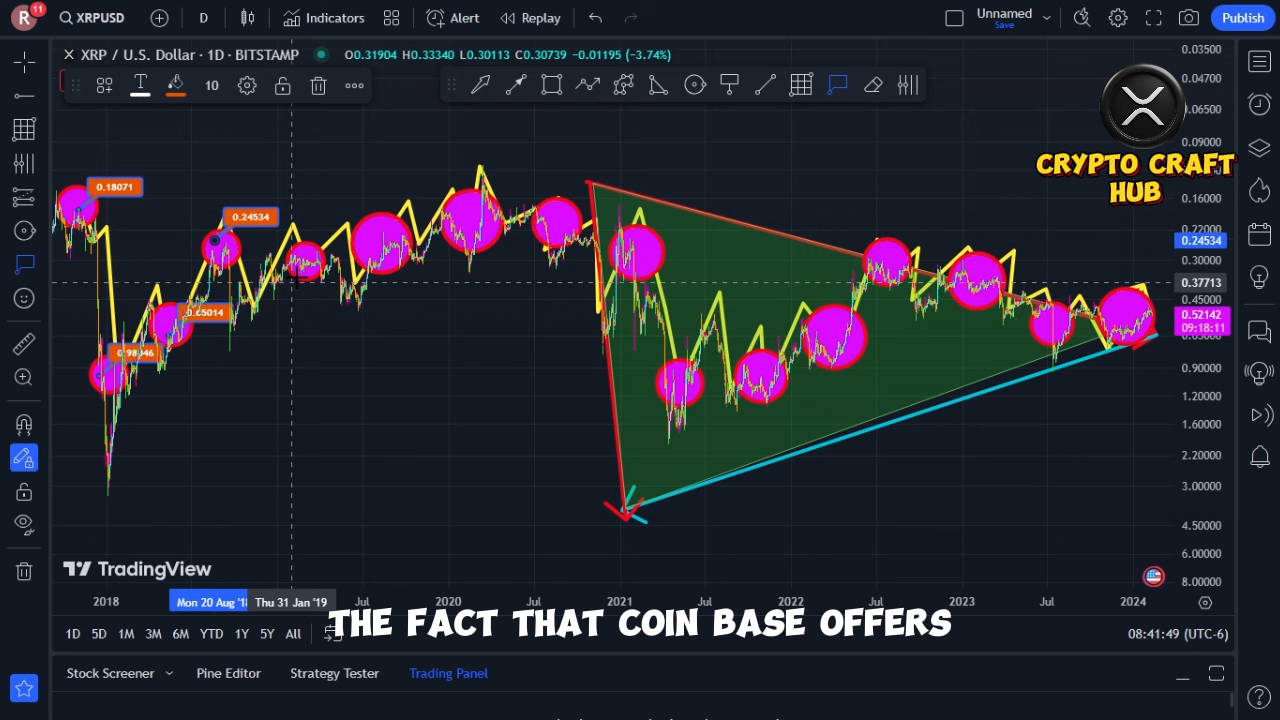 R 11 XRPUSD D Indicators Alert Replay Unnamed Save Publish
XRP / U.S. Dollar · 1D · BITSTAMP O0.31904 H0.33340 L0.30113 C0.30739 −0.01195 (−3.74%)
10
0.03500
0.04700
0.06500
0.09000
CRYPTO CRAFT
HUB
0.18071
0.16000
0.24534
0.22000
0.24534
0.30000
0.37713
0.45000
0.65014
0.52142
09:18:11
0.98946
0.90000
1.20000
1.60000
2.20000
3.00000
4.50000
6.00000
TradingView
8.00000
2018 Mon 20 Aug '18 Thu 31 Jan '19 Jul 2020 Jul 2021 Jul 2022 Jul 2023 Jul 2024
THE FACT THAT COIN BASE OFFERS
1D 5D 1M 3M 6M YTD 1Y 5Y All 08:41:49 (UTC-6)
Stock Screener Pine Editor Strategy Tester Trading Panel